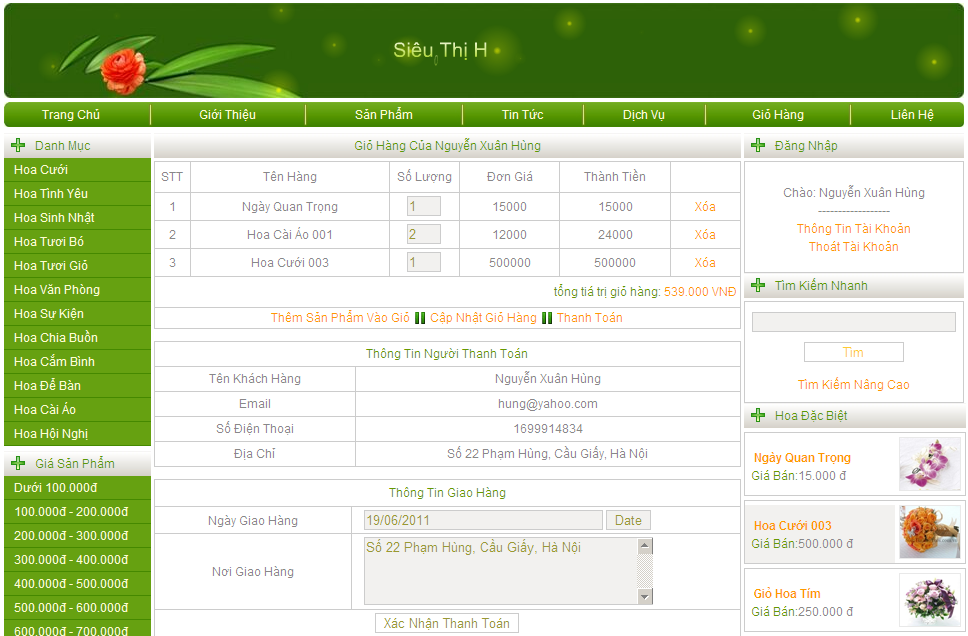 Siêu Thị H
Trang Chủ Giới Thiệu Sản Phẩm Tin Tức Dịch Vụ Giỏ Hàng Liên Hệ
Danh Mục
Hoa Cưới
Hoa Tình Yêu
Hoa Sinh Nhật
Hoa Tươi Bó
Hoa Tươi Giỏ
Hoa Văn Phòng
Hoa Sự Kiện
Hoa Chia Buồn
Hoa Cắm Bình
Hoa Để Bàn
Hoa Cài Áo
Hoa Hội Nghị
Giá Sản Phẩm
Dưới 100.000đ
100.000đ - 200.000đ
200.000đ - 300.000đ
300.000đ - 400.000đ
400.000đ - 500.000đ
500.000đ - 600.000đ
600.000đ - 700.000đ
Giỏ Hàng Của Nguyễn Xuân Hùng
STT Tên Hàng Số Lượng Đơn Giá Thành Tiền
1 Ngày Quan Trọng 1 15000 15000 Xóa
2 Hoa Cài Áo 001 2 12000 24000 Xóa
3 Hoa Cưới 003 1 500000 500000 Xóa
tổng tiá trị giỏ hàng: 539.000 VNĐ
Thêm Sản Phẩm Vào Giỏ Cập Nhật Giỏ Hàng Thanh Toán
Thông Tin Người Thanh Toán
Tên Khách Hàng Nguyễn Xuân Hùng
Email hung@yahoo.com
Số Điện Thoại 1699914834
Địa Chỉ Số 22 Phạm Hùng, Cầu Giấy, Hà Nội
Thông Tin Giao Hàng
Ngày Giao Hàng 19/06/2011 Date
Nơi Giao Hàng Số 22 Phạm Hùng, Cầu Giấy, Hà Nội
Xác Nhận Thanh Toán
Đăng Nhập
Chào: Nguyễn Xuân Hùng
------------------
Thông Tin Tài Khoản
Thoát Tài Khoản
Tìm Kiếm Nhanh
Tìm
Tìm Kiếm Nâng Cao
Hoa Đặc Biệt
Ngày Quan Trọng
Giá Bán:15.000 đ
Hoa Cưới 003
Giá Bán:500.000 đ
Giỏ Hoa Tím
Giá Bán:250.000 đ